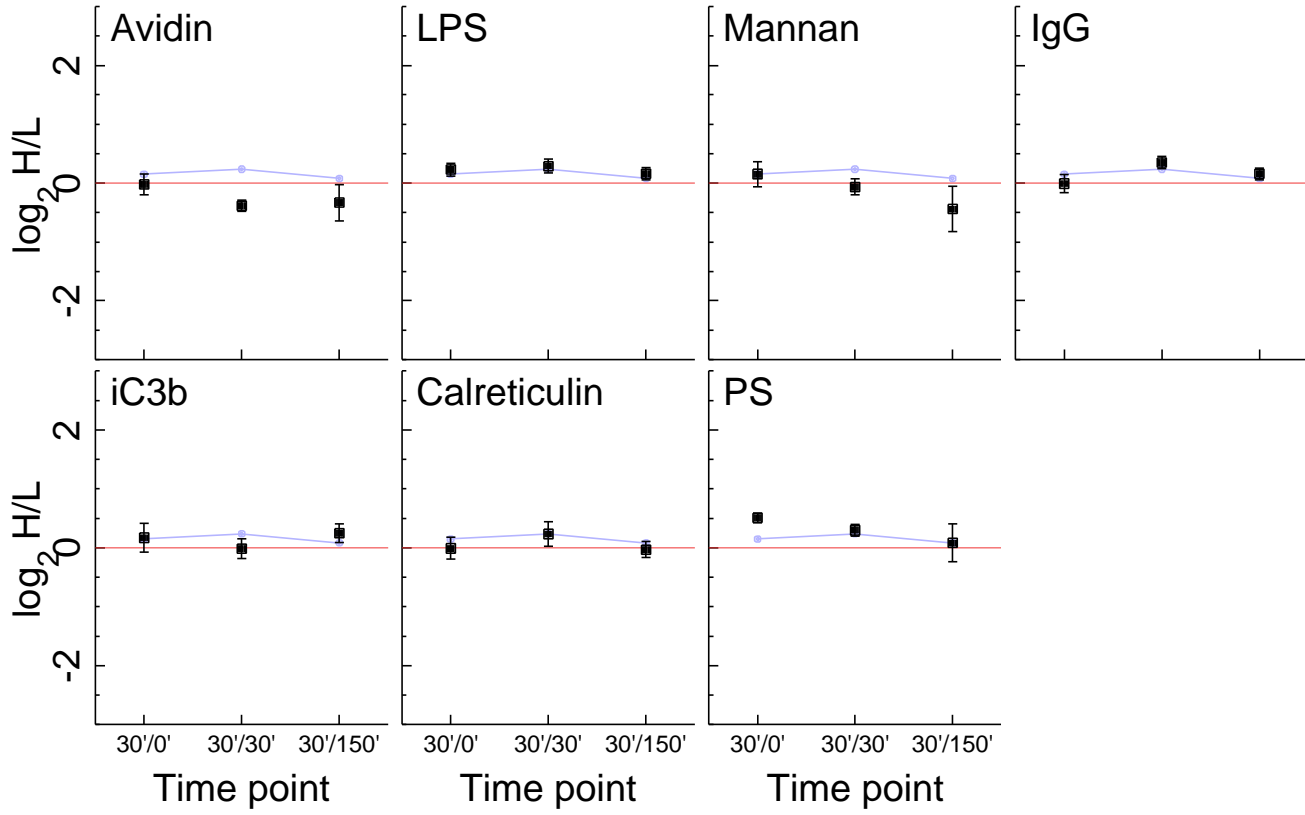 Avidin LPS Mannan IgG
2
0
-2
log2 H/L
iC3b Calreticulin PS
2
0
-2
log2 H/L
30'/0' 30'/30' 30'/150' 30'/0' 30'/30' 30'/150' 30'/0' 30'/30' 30'/150'
Time point Time point Time point